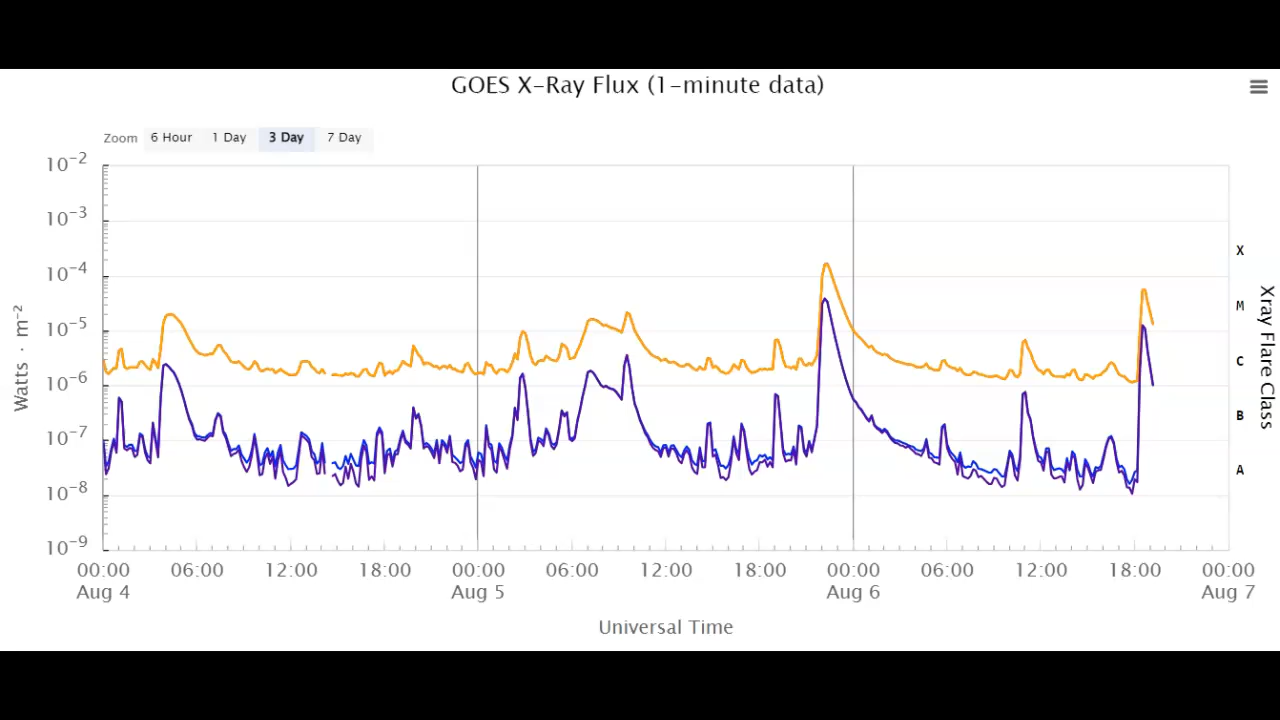 GOES X-Ray Flux (1-minute data)
Zoom 6 Hour 1 Day 3 Day 7 Day
10⁻²
10⁻³
10⁻⁴
10⁻⁵
10⁻⁶
10⁻⁷
10⁻⁸
10⁻⁹
Watts · m⁻²
X
M
C
B
A
Xray Flare Class
00:00 06:00 12:00 18:00 00:00 06:00 12:00 18:00 00:00 06:00 12:00 18:00 00:00
Aug 4 Aug 5 Aug 6 Aug 7
Universal Time